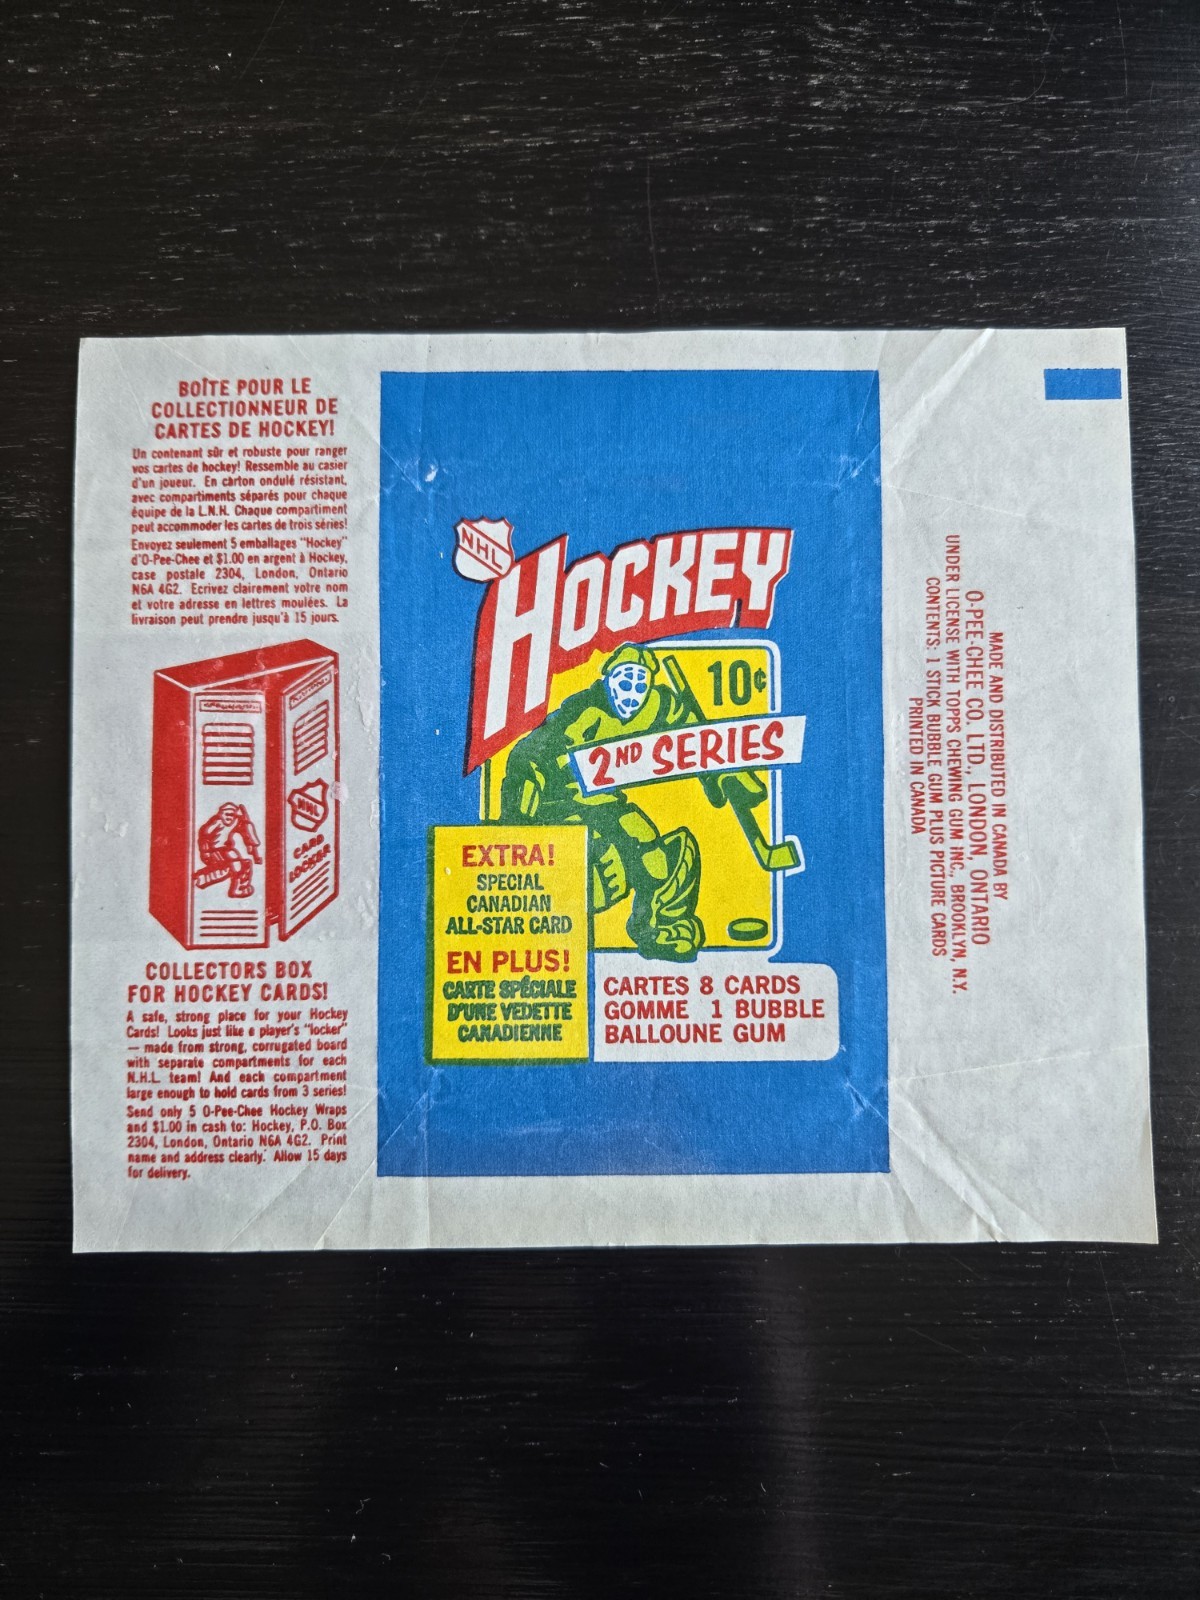 BOÎTE POUR LE
COLLECTIONNEUR DE
CARTES DE HOCKEY!
Un contenant sûr et robuste pour ranger
vos cartes de hockey! Ressemble au casier
d'un joueur. En carton ondulé résistant,
avec compartiments séparés pour chaque
équipe de la L.N.H. Chaque compartiment
peut accommoder les cartes de trois séries!
Envoyez seulement 5 emballages "Hockey"
d'O-Pee-Chee et $1.00 en argent à Hockey,
case postale 2304, London, Ontario
N6A 4G2. Ecrivez clairement votre nom
et votre adresse en lettres moulées. La
livraison peut prendre jusqu'à 15 jours.
NHL
CARD
LOCKER
COLLECTORS BOX
FOR HOCKEY CARDS!
A safe, strong place for your Hockey
Cards! Looks just like a player's "locker"
— made from strong, corrugated board
with separate compartments for each
N.H.L. team! And each compartment
large enough to hold cards from 3 series!
Send only 5 O-Pee-Chee Hockey Wraps
and $1.00 in cash to: Hockey, P.O. Box
2304, London, Ontario N6A 4G2. Print
name and address clearly. Allow 15 days
for delivery.
NHL
HOCKEY
10¢
2ND SERIES
EXTRA!
SPECIAL
CANADIAN
ALL-STAR CARD
EN PLUS!
CARTE SPÉCIALE
D'UNE VEDETTE
CANADIENNE
CARTES 8 CARDS
GOMME 1 BUBBLE
BALLOUNE GUM
MADE AND DISTRIBUTED IN CANADA BY
O-PEE-CHEE CO. LTD., LONDON, ONTARIO
UNDER LICENSE WITH TOPPS CHEWING GUM INC., BROOKLYN, N.Y.
CONTENTS: 1 STICK BUBBLE GUM PLUS PICTURE CARDS
PRINTED IN CANADA